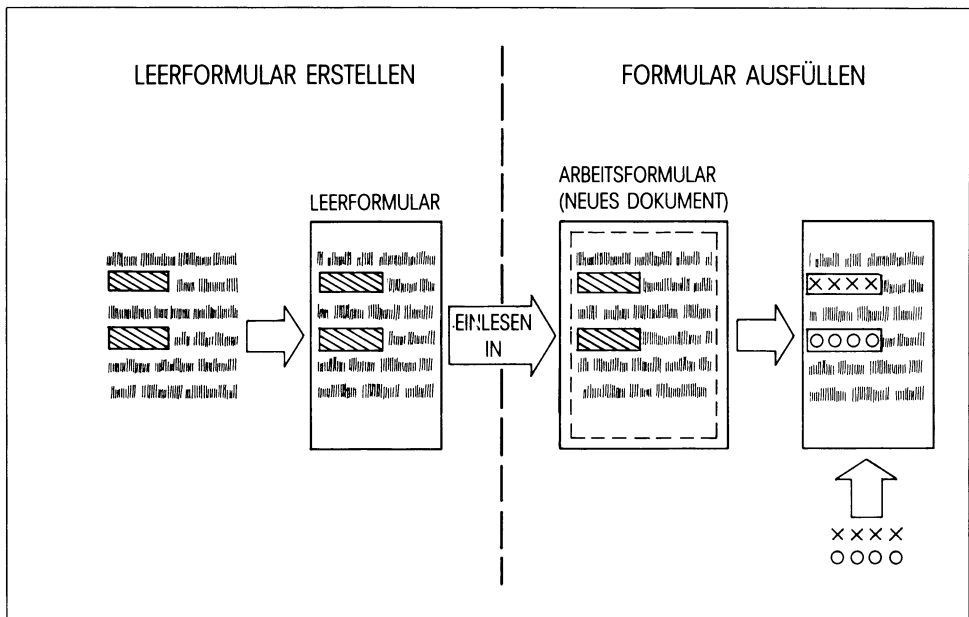 LEERFORMULAR ERSTELLEN
FORMULAR AUSFÜLLEN
LEERFORMULAR
EINLESEN
IN
ARBEITSFORMULAR
(NEUES DOKUMENT)
X X X X
O O O O
X X X X
O O O O